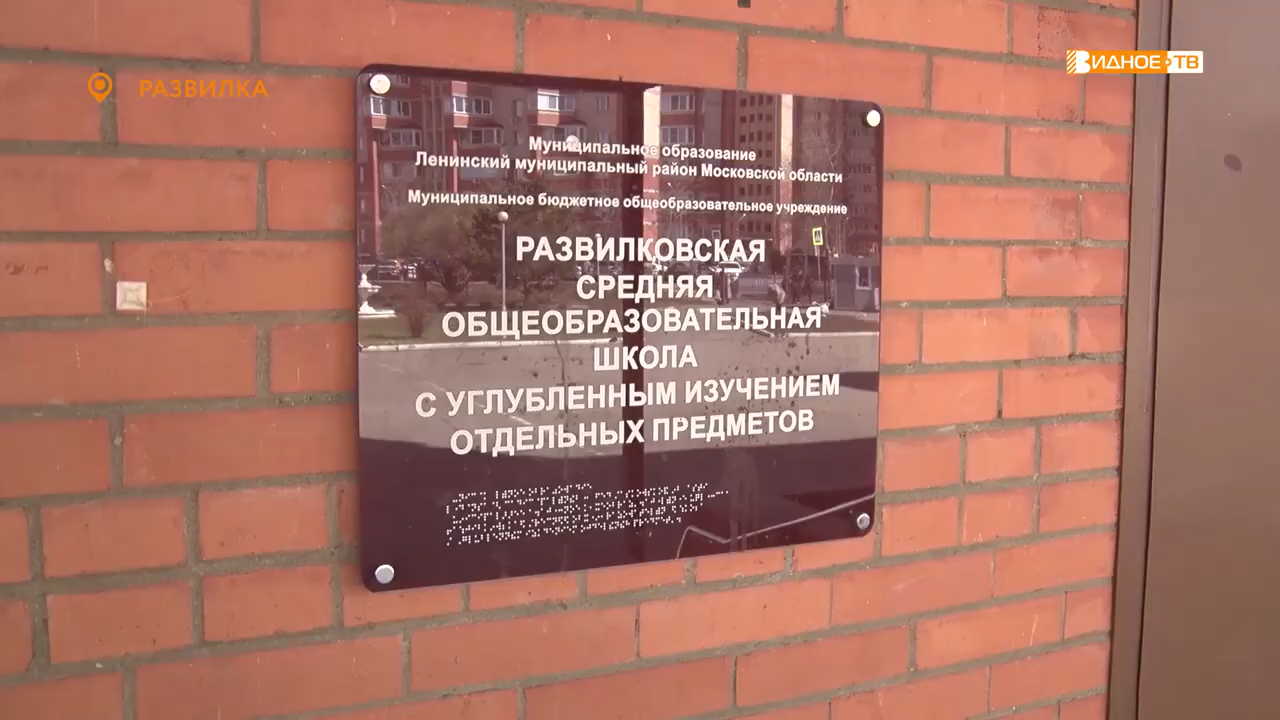 РАЗВИЛКА
ВИДНОЕ ТВ
Муниципальное образование
Ленинский муниципальный район Московской области
Муниципальное бюджетное общеобразовательное учреждение
РАЗВИЛКОВСКАЯ
СРЕДНЯЯ
ОБЩЕОБРАЗОВАТЕЛЬНАЯ
ШКОЛА
С УГЛУБЛЕННЫМ ИЗУЧЕНИЕМ
ОТДЕЛЬНЫХ ПРЕДМЕТОВ